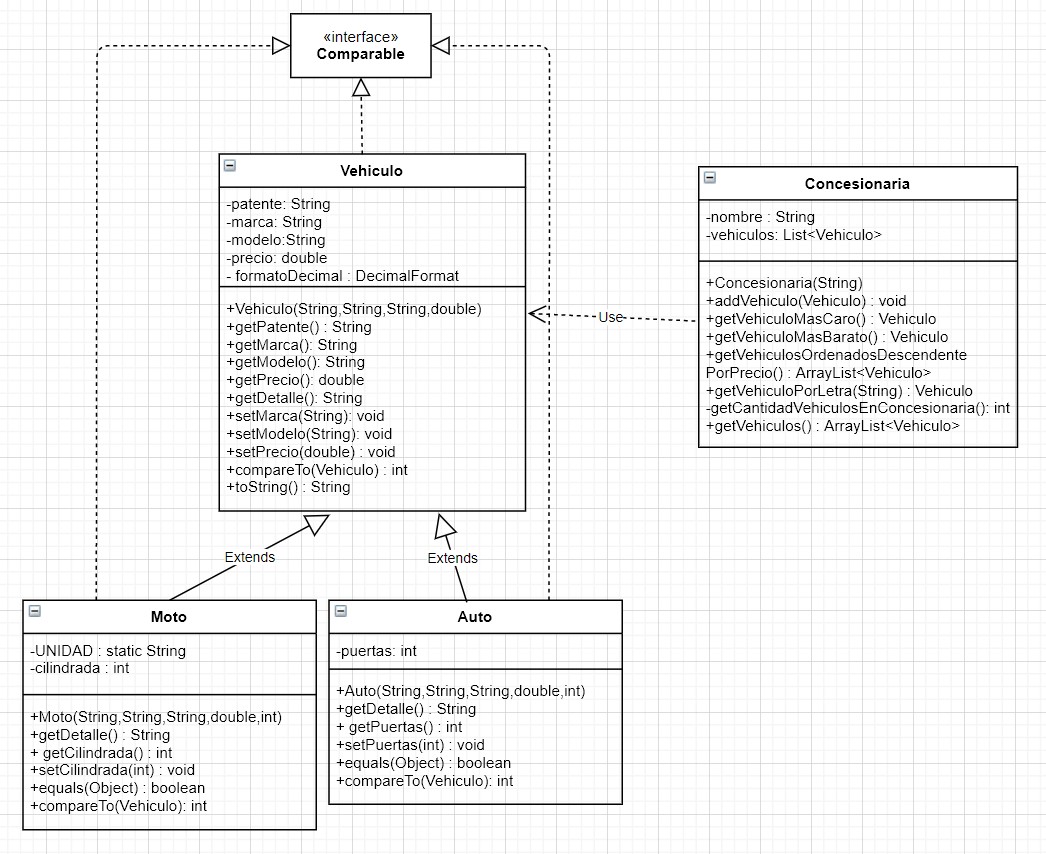 «interface»
Comparable
Vehiculo
-patente: String
-marca: String
-modelo:String
-precio: double
- formatoDecimal : DecimalFormat
+Vehiculo(String,String,String,double)
+getPatente() : String
+getMarca(): String
+getModelo(): String
+getPrecio(): double
+getDetalle(): String
+setMarca(String): void
+setModelo(String): void
+setPrecio(double) : void
+compareTo(Vehiculo) : int
+toString() : String
Use
Concesionaria
-nombre : String
-vehiculos: List<Vehiculo>
+Concesionaria(String)
+addVehiculo(Vehiculo) : void
+getVehiculoMasCaro() : Vehiculo
+getVehiculoMasBarato() : Vehiculo
+getVehiculosOrdenadosDescendente
PorPrecio() : ArrayList<Vehiculo>
+getVehiculoPorLetra(String) : Vehiculo
-getCantidadVehiculosEnConcesionaria(): int
+getVehiculos() : ArrayList<Vehiculo>
Extends
Extends
Moto
-UNIDAD : static String
-cilindrada : int
+Moto(String,String,String,double,int)
+getDetalle() : String
+ getCilindrada() : int
+setCilindrada(int) : void
+equals(Object) : boolean
+compareTo(Vehiculo): int
Auto
-puertas: int
+Auto(String,String,String,double,int)
+getDetalle() : String
+ getPuertas() : int
+setPuertas(int) : void
+equals(Object) : boolean
+compareTo(Vehiculo): int